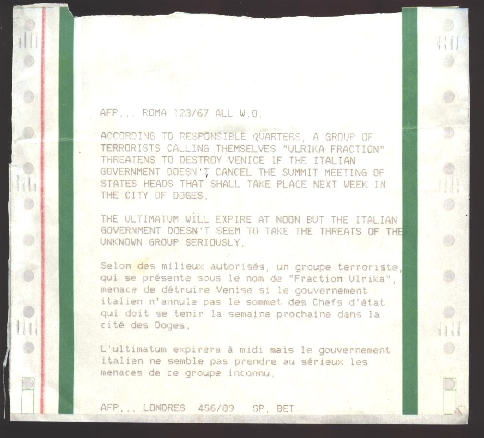 AFP... ROMA 123/67 ALL W.O.
ACCORDING TO RESPONSIBLE QUARTERS, A GROUP OF
TERRORISTS CALLING THEMSELVES "ULRIKA FRACTION"
THREATENS TO DESTROY VENICE IF THE ITALIAN
GOVERNMENT DOESN'T CANCEL THE SUMMIT MEETING OF
STATES HEADS THAT SHALL TAKE PLACE NEXT WEEK IN
THE CITY OF DOGES.
THE ULTIMATUM WILL EXPIRE AT NOON BUT THE ITALIAN
GOVERNMENT DOESN'T SEEM TO TAKE THE THREATS OF THE
UNKNOWN GROUP SERIOUSLY.
Selon des milieux autorisés, un groupe terroriste,
qui se présente sous le nom de "Fraction Ulrika",
menace de détruire Venise si le gouvernement
italien n'annule pas le sommet des Chefs d'état
qui doit se tenir la semaine prochaine dans la
cité des Doges.
L'ultimatum expirera à midi mais le gouvernement
italien ne semble pas prendre au sérieux les
menaces de ce groupe inconnu.
AFP... LONDRES 456/09 SP. BET